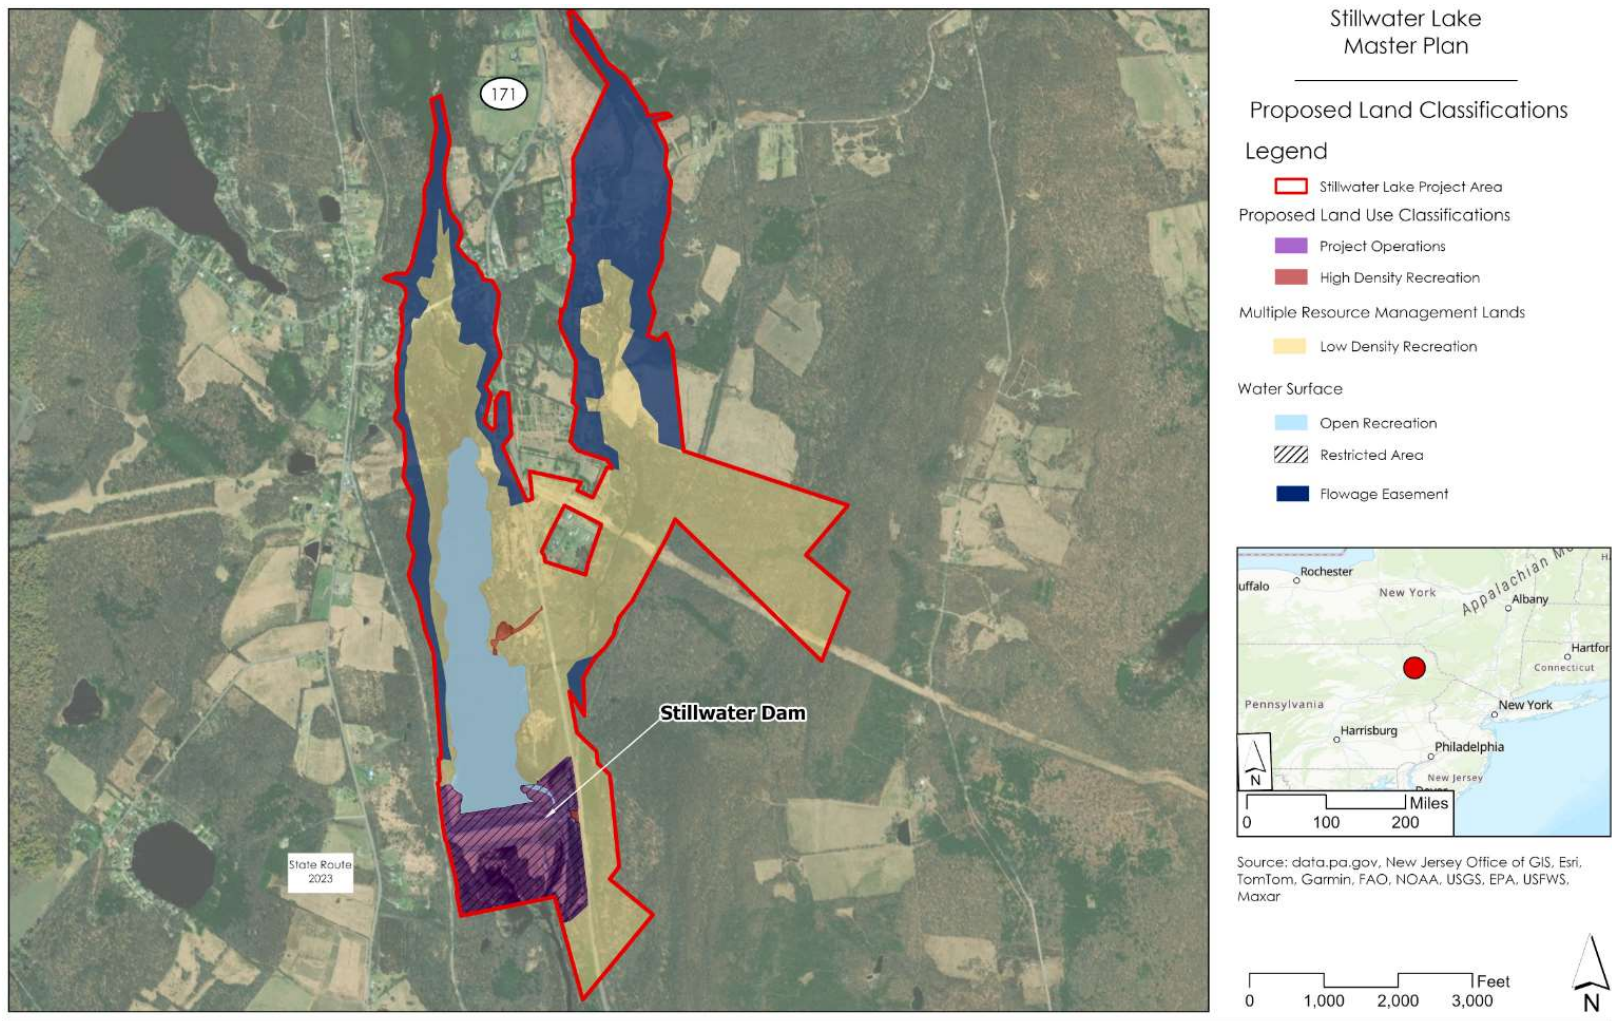 171
Stillwater Dam
State Route
2023
Stillwater Lake
Master Plan
Proposed Land Classifications
Legend
Stillwater Lake Project Area
Proposed Land Use Classifications
Project Operations
High Density Recreation
Multiple Resource Management Lands
Low Density Recreation
Water Surface
Open Recreation
Restricted Area
Flowage Easement
Rochester
uffalo
New York
Appalachian M
H
Albany
Hartfor
Connecticut
Pennsylvania
New York
Harrisburg
Philadelphia
New Jersey
N
Miles
0 100 200
Source: data.pa.gov, New Jersey Office of GIS, Esri,
TomTom, Garmin, FAO, NOAA, USGS, EPA, USFWS,
Maxar
Feet
0 1,000 2,000 3,000
N